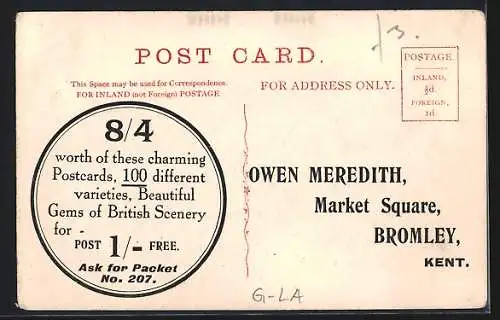 /3.
POST CARD.
This Space may be used for Correspondence.
FOR INLAND (not Foreign) POSTAGE
FOR ADDRESS ONLY.
POSTAGE
INLAND,
½d.
FOREIGN,
1d.
8/4
worth of these charming
Postcards, 100 different
varieties, Beautiful
Gems of British Scenery
for -
POST 1/- FREE.
Ask for Packet
No. 207.
OWEN MEREDITH,
Market Square,
BROMLEY,
KENT.
G-LA